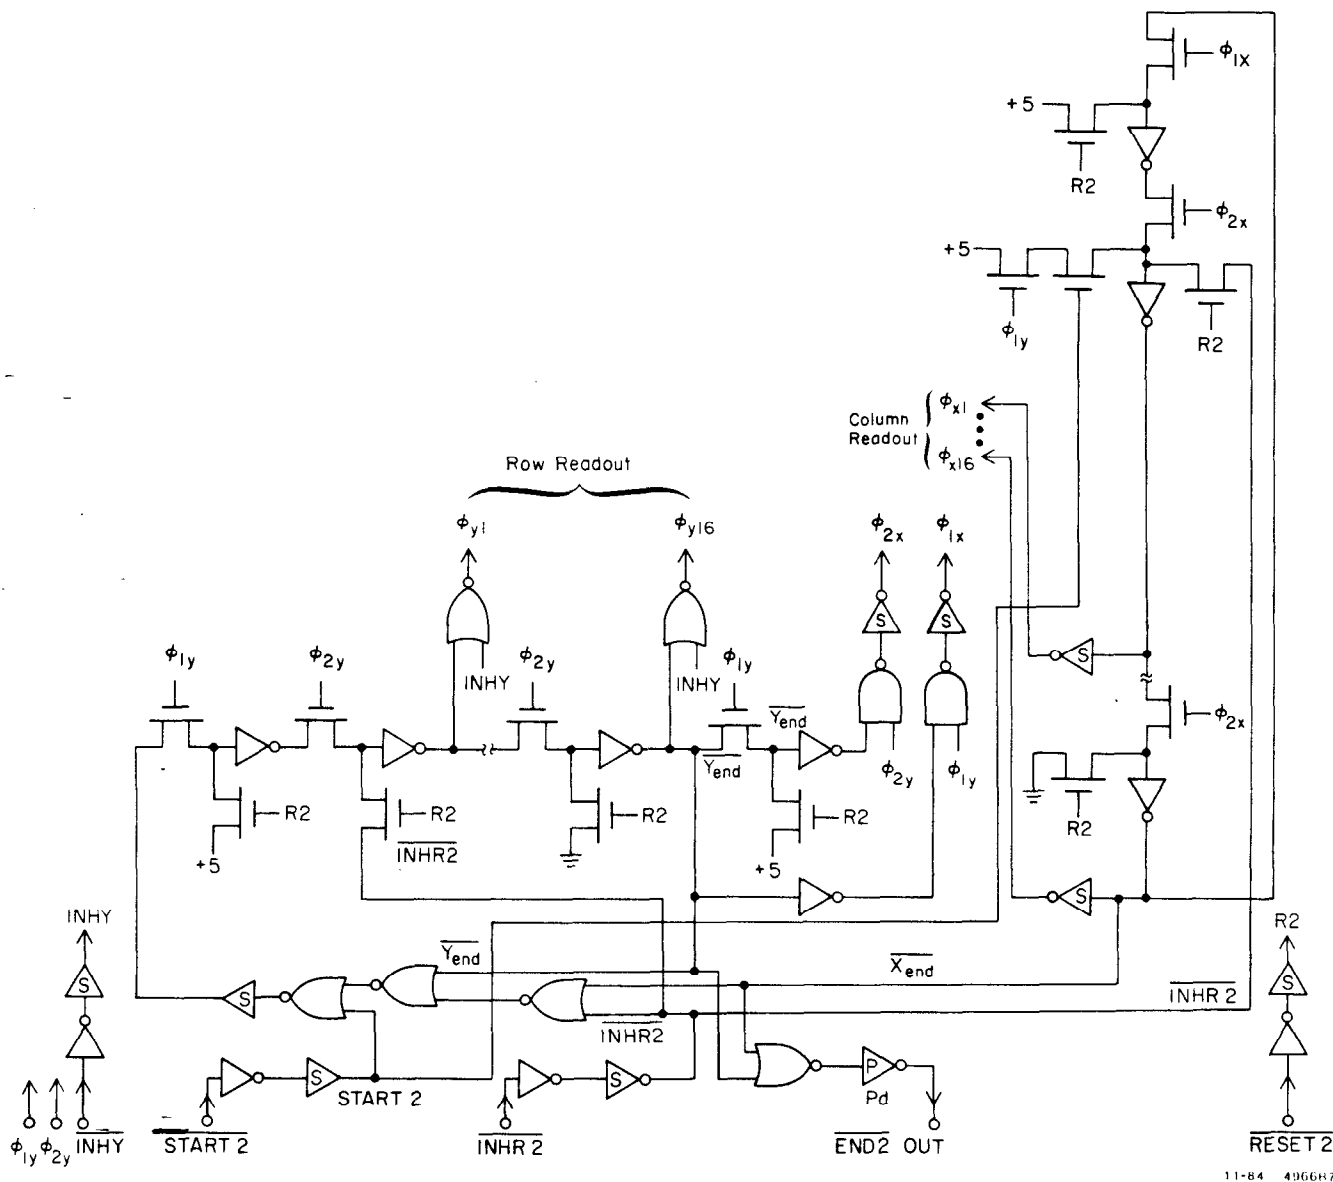 ϕ1x
+5
R2
ϕ2x
+5
ϕ1y
R2
Column
Readout
ϕx1
ϕx16
Row Readout
ϕy1
ϕy16
ϕ2x
ϕ1x
S
S
ϕ1y
ϕ2y
INHY
ϕ2y
INHY
ϕ1y
Yend
Yend
ϕ2y
ϕ1y
S
ϕ2x
R2
R2
R2
R2
R2
+5
INHR2
+5
S
INHY
S
Yend
Xend
INHR 2
R2
S
S
INHR2
S
START 2
S
P
Pd
ϕ1y
ϕ2y
INHY
START 2
INHR 2
END2 OUT
RESET 2
11-84 4966B7